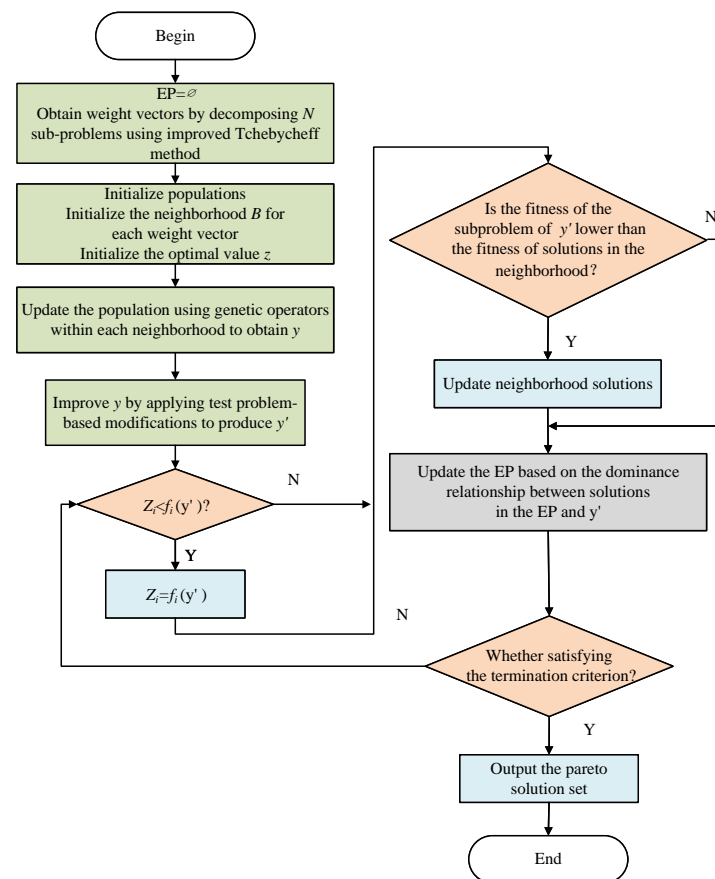 Begin
EP=∅
Obtain weight vectors by decomposing N
sub-problems using improved Tchebycheff
method
Initialize populations
Initialize the neighborhood B for
each weight vector
Initialize the optimal value z
Update the population using genetic operators
within each neighborhood to obtain y
Improve y by applying test problem-
based modifications to produce y'
Z_i<f_i(y')?
N
Y
Z_i=f_i(y')
Is the fitness of the
subproblem of y' lower than
the fitness of solutions in the
neighborhood?
N
Y
Update neighborhood solutions
Update the EP based on the dominance
relationship between solutions
in the EP and y'
N
Whether satisfying
the termination criterion?
Y
Output the pareto
solution set
End